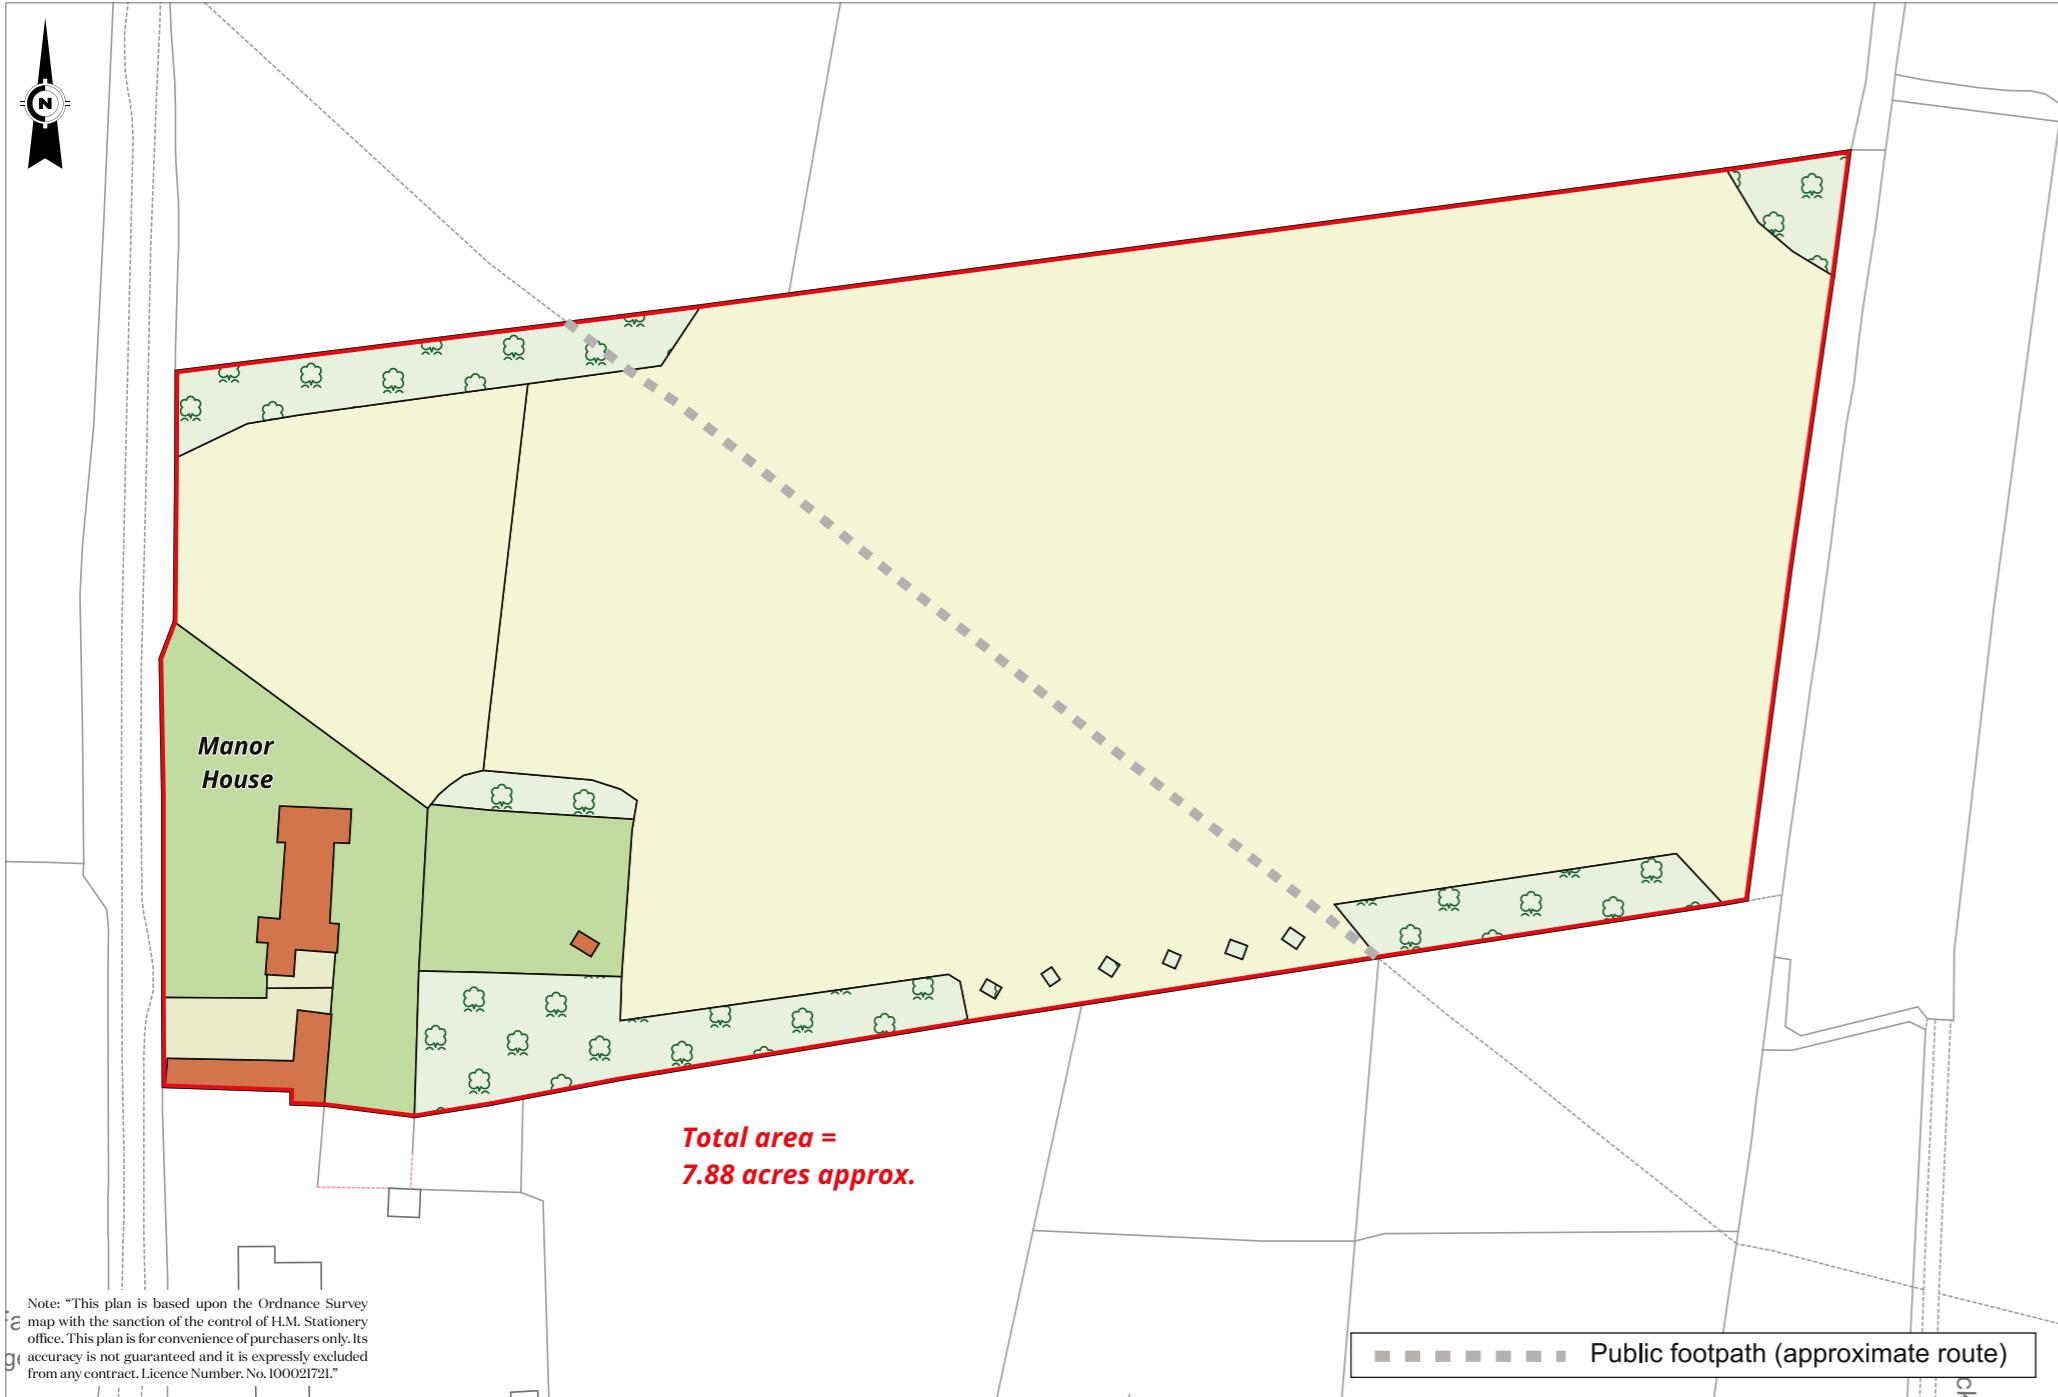 N
Manor
House
Total area =
7.88 acres approx.
Note: “This plan is based upon the Ordnance Survey
map with the sanction of the control of H.M. Stationery
office. This plan is for convenience of purchasers only. Its
accuracy is not guaranteed and it is expressly excluded
from any contract. Licence Number. No. 100021721.”
Public footpath (approximate route)